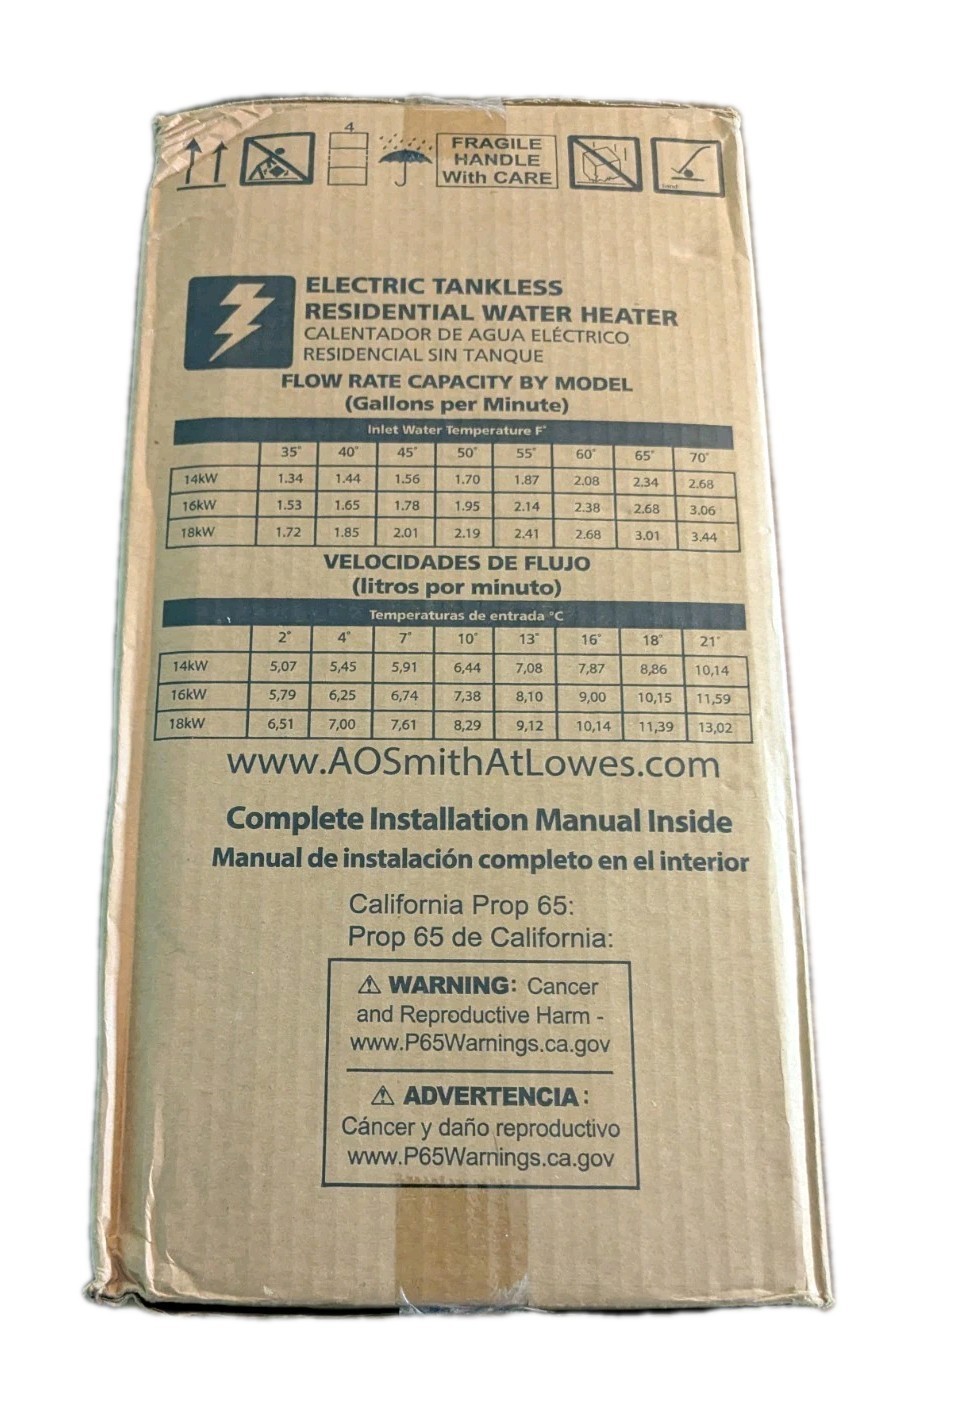 4
FRAGILE
HANDLE
With CARE
ELECTRIC TANKLESS
RESIDENTIAL WATER HEATER
CALENTADOR DE AGUA ELÉCTRICO
RESIDENCIAL SIN TANQUE
FLOW RATE CAPACITY BY MODEL
(Gallons per Minute)
Inlet Water Temperature F°
35° 40° 45° 50° 55° 60° 65° 70°
14kW 1.34 1.44 1.56 1.70 1.87 2.08 2.34 2.68
16kW 1.53 1.65 1.78 1.95 2.14 2.38 2.68 3.06
18kW 1.72 1.85 2.01 2.19 2.41 2.68 3.01 3.44
VELOCIDADES DE FLUJO
(litros por minuto)
Temperaturas de entrada °C
2° 4° 7° 10° 13° 16° 18° 21°
14kW 5,07 5,45 5,91 6,44 7,08 7,87 8,86 10,14
16kW 5,79 6,25 6,74 7,38 8,10 9,00 10,15 11,59
18kW 6,51 7,00 7,61 8,29 9,12 10,14 11,39 13,02
www.AOSmithAtLowes.com
Complete Installation Manual Inside
Manual de instalación completo en el interior
California Prop 65:
Prop 65 de California:
⚠ WARNING: Cancer
and Reproductive Harm -
www.P65Warnings.ca.gov
⚠ ADVERTENCIA:
Cáncer y daño reproductivo
www.P65Warnings.ca.gov